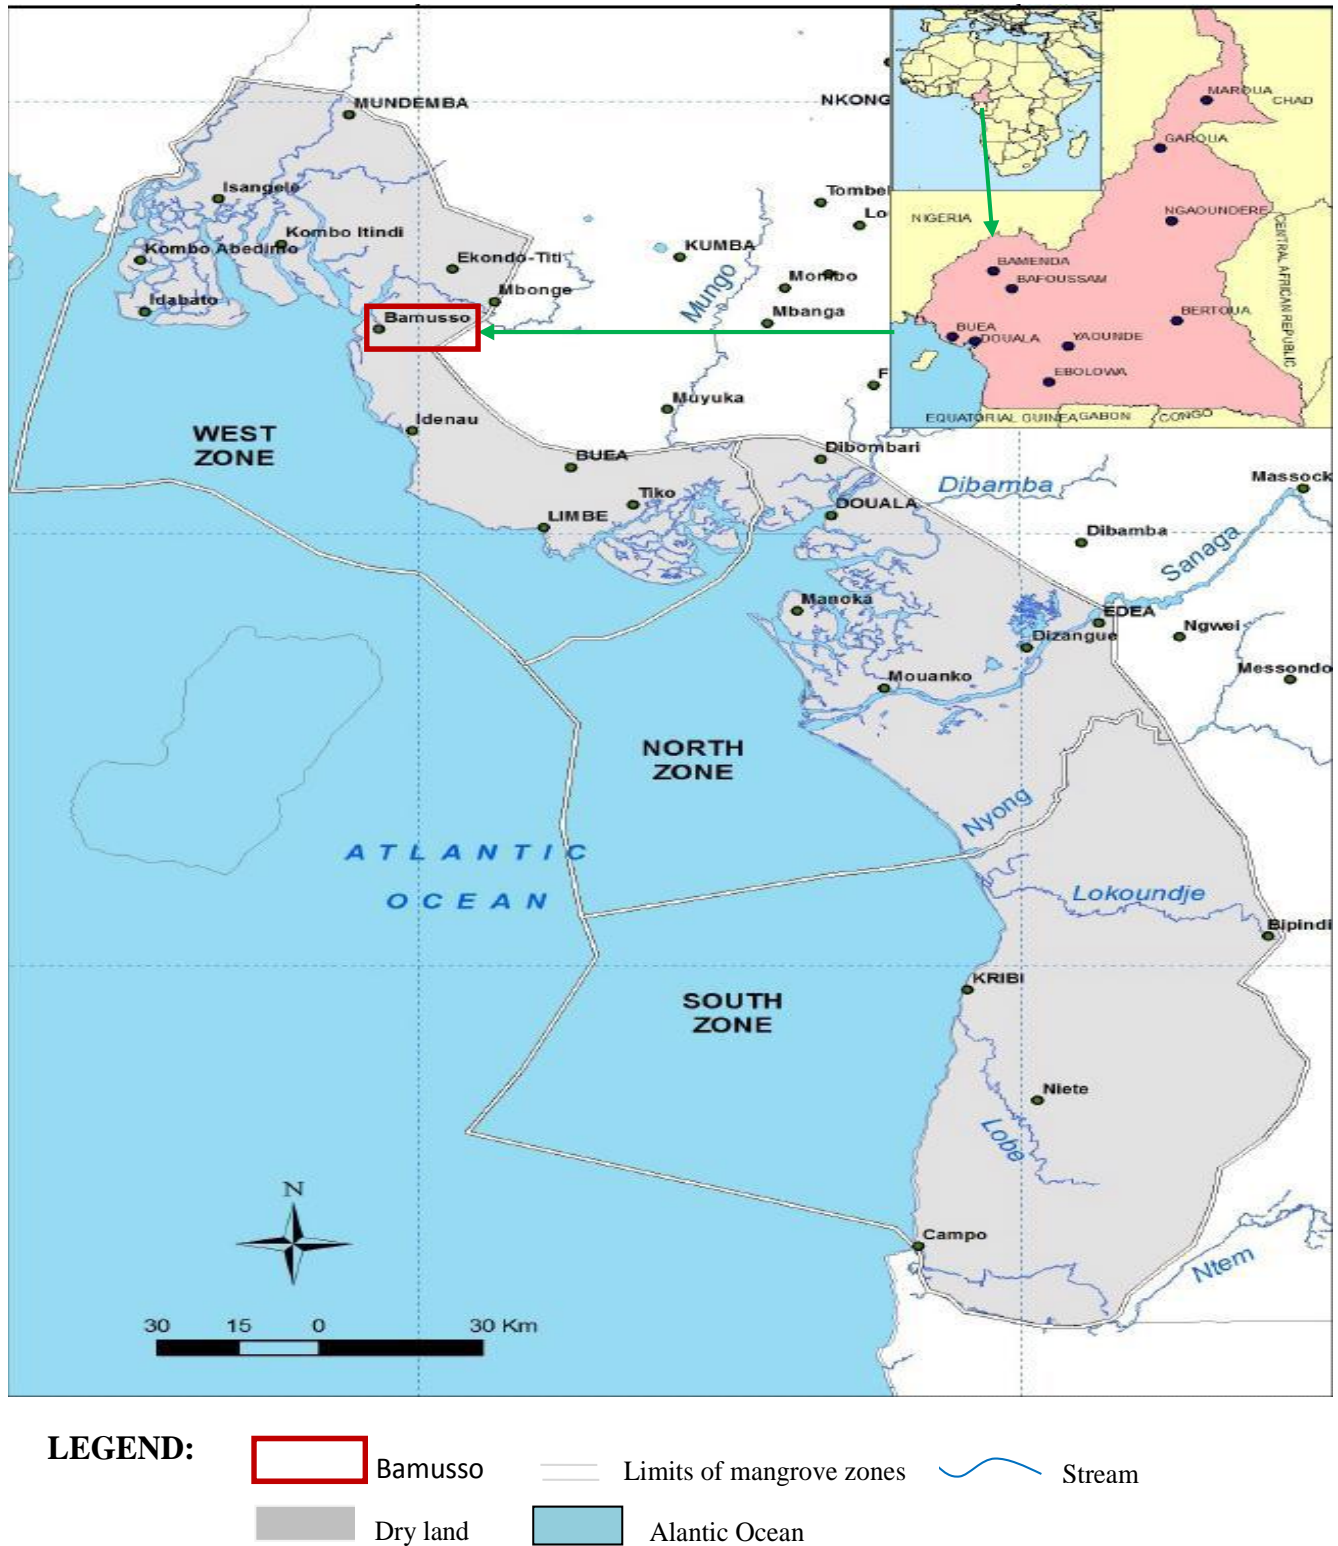 MUNDEMBA
Isangele
Kombo Itindi
Kombo Abedimo
Idabato
Ekondo-Titi
Mbonge
Bamusso
Idenau
WEST
ZONE
BUEA
Tiko
LIMBE
KUMBA
Mungo
Muyuka
NKONG
Tombel
Lo
Mombo
Mbanga
F
Dibombari
DOUALA
Dibamba
Massock
Dibamba
Sanaga
EDEA
Ngwei
Dizangue
Messondo
Manoka
Mouanko
NORTH
ZONE
Nyong
ATLANTIC
OCEAN
Lokoundje
Bipindi
KRIBI
SOUTH
ZONE
Niete
Lobe
Campo
Ntem
N
30 15 0 30 Km
MAROUA
CHAD
GAROUA
NIGERIA
NGAOUNDERE
CENTRAL AFRICAN REPUBLIC
BAMENDA
BAFOUSSAM
BERTOUA
BUEA
DOUALA
YAOUNDE
EBOLOWA
EQUATORIAL GUINEA
GABON
CONGO
LEGEND:
Bamusso
Limits of mangrove zones
Stream
Dry land
Alantic Ocean